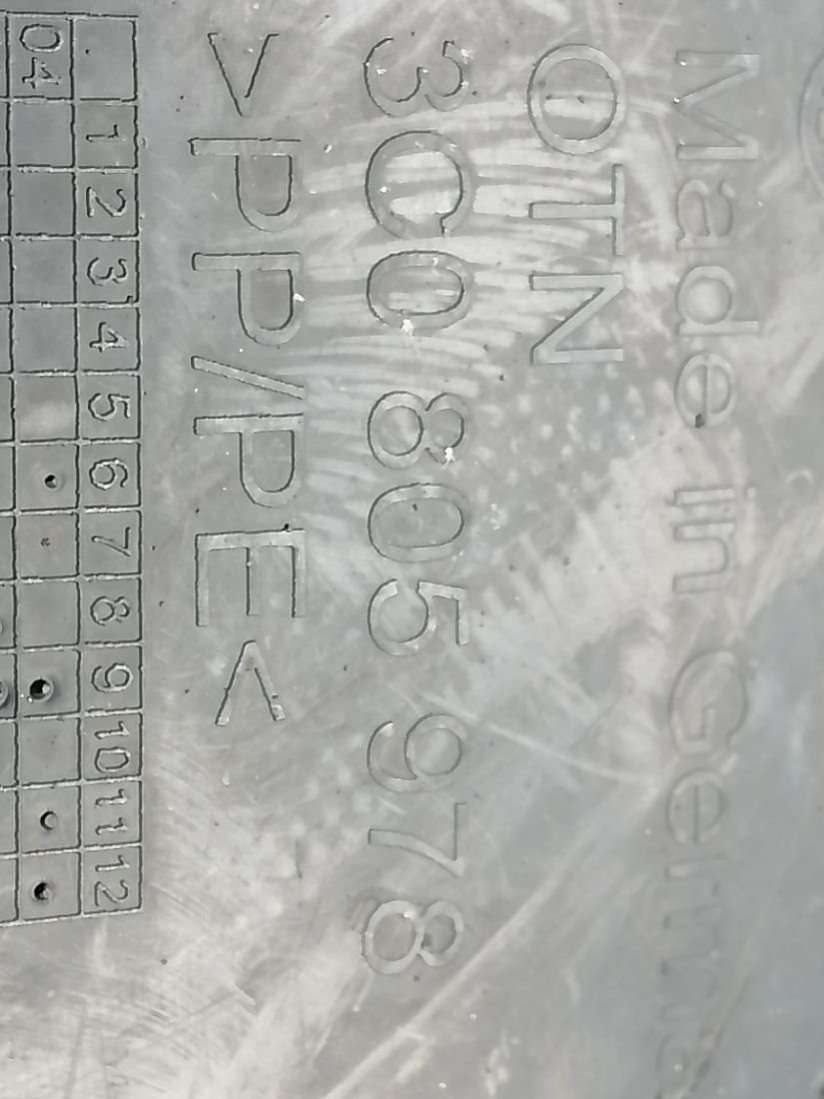 Made in Germa
OTN
3C0 805 978
>PP/PE<
1 2 3 4 5 6 7 8 9 10 11 12
04